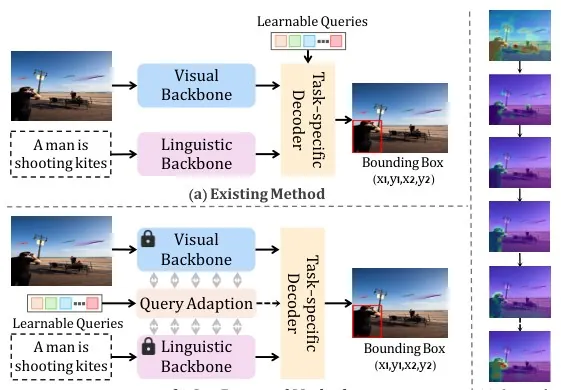 Learnable Queries
Visual
Backbone
A man is
shooting kites
Linguistic
Backbone
Task-specific
Decoder
Bounding Box
(x1,y1,x2,y2)
(a) Existing Method
Visual
Backbone
Learnable Queries
Query Adaption
A man is
shooting kites
Linguistic
Backbone
Task-specific
Decoder
Bounding Box
(x1,y1,x2,y2)